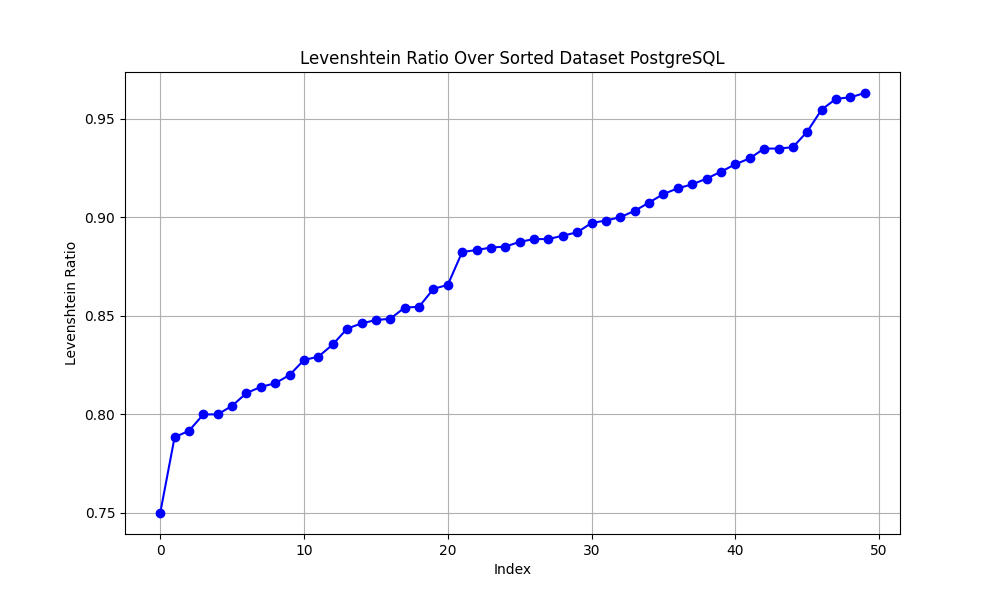 Levenshtein Ratio Over Sorted Dataset PostgreSQL
Levenshtein Ratio
0.95
0.90
0.85
0.80
0.75
0 10 20 30 40 50
Index